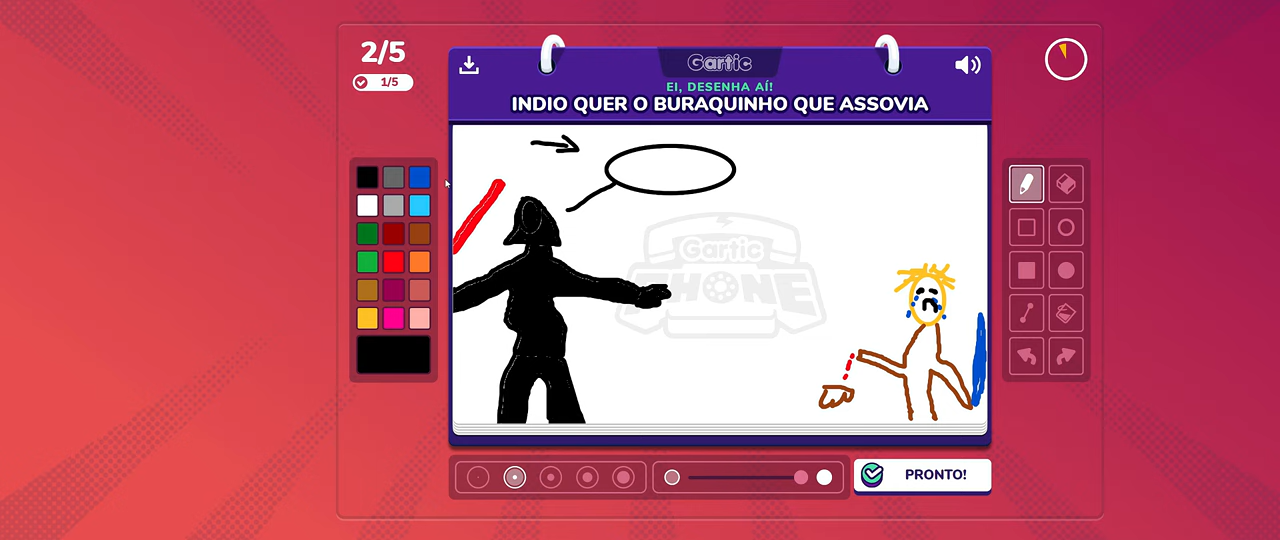 2/5
1/5
Gartic
EI, DESENHA AÍ!
INDIO QUER O BURAQUINHO QUE ASSOVIA
Gartic
PHONE
PRONTO!